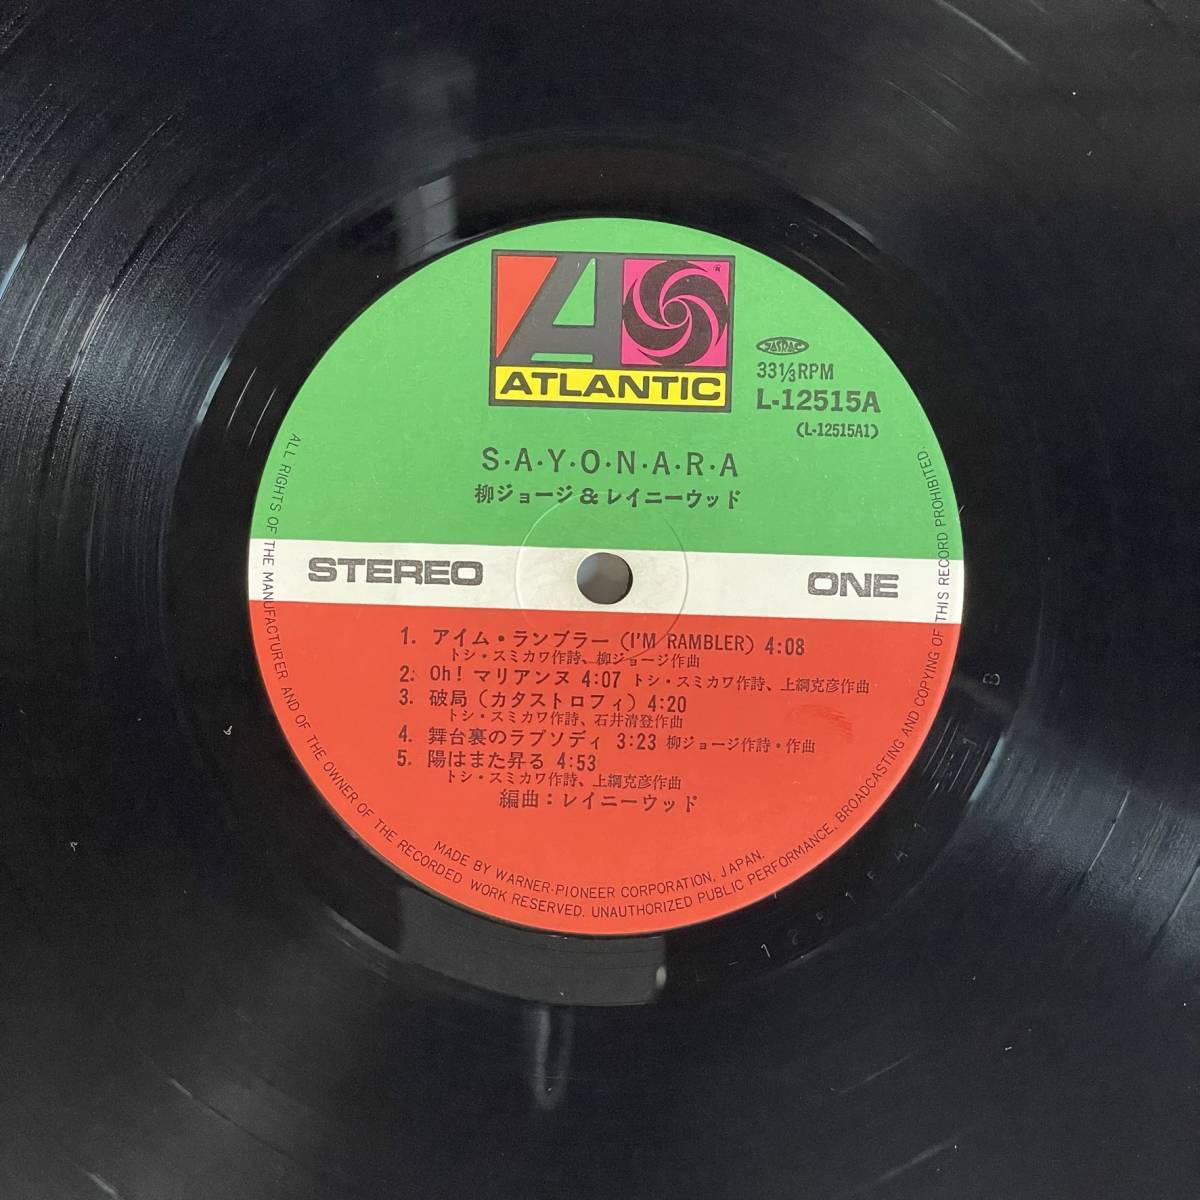 ATLANTIC
®
JASRAC
33⅓RPM
L-12515A
(L-12515A1)
S·A·Y·O·N·A·R·A
柳ジョージ&レイニーウッド
STEREO
ONE
1. アイム・ランブラー(I'M RAMBLER) 4:08
トシ・スミカワ作詩、柳ジョージ作曲
2. Oh! マリアンヌ 4:07 トシ・スミカワ作詩、上綱克彦作曲
3. 破局(カタストロフィ) 4:20
トシ・スミカワ作詩、石井清登作曲
4. 舞台裏のラプソディ 3:23 柳ジョージ作詩・作曲
5. 陽はまた昇る 4:53
トシ・スミカワ作詩、上綱克彦作曲
編曲：レイニーウッド
MADE BY WARNER-PIONEER CORPORATION, JAPAN.
ALL RIGHTS OF THE MANUFACTURER AND OF THE OWNER OF THE RECORDED WORK RESERVED. UNAUTHORIZED PUBLIC PERFORMANCE, BROADCASTING AND COPYING OF THIS RECORD PROHIBITED.